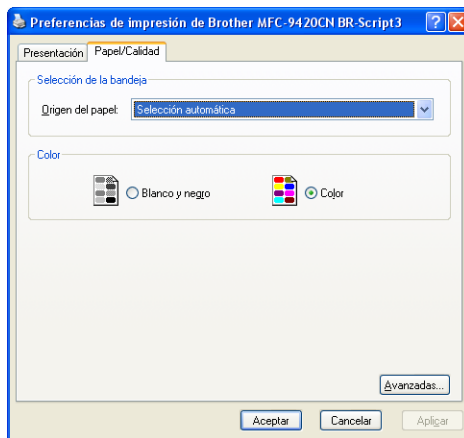 Preferencias de impresión de Brother MFC-9420CN BR-Script3
Presentación Papel/Calidad
Selección de la bandeja
Origen del papel: Selección automática
Color
Blanco y negro Color
Avanzadas...
Aceptar Cancelar Aplicar